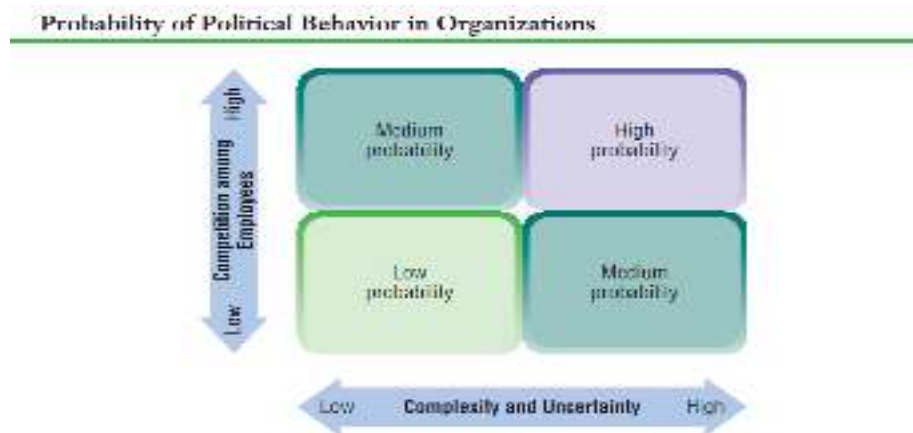 Probability of Political Behavior in Organizations
High
Competition among
Employees
Low
Medium
probability
High
probability
Low
probability
Medium
probability
Low
Complexity and Uncertainty
High